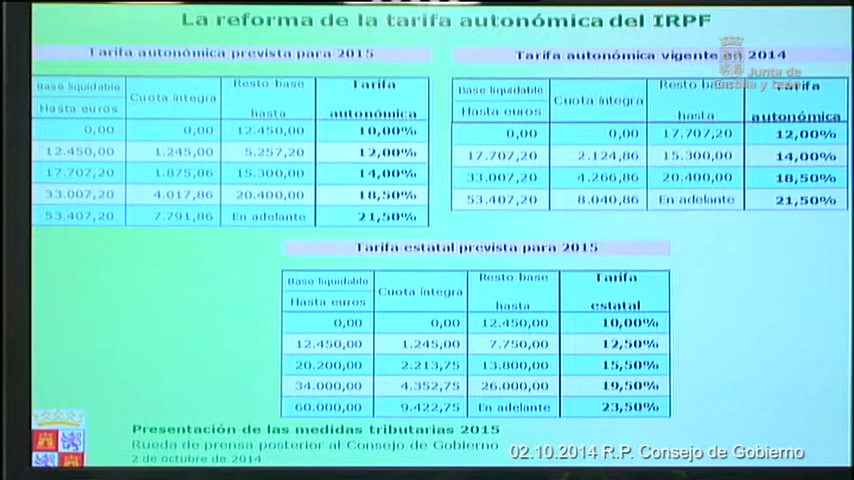 La reforma de la tarifa autonómica del IRPF
Tarifa autonómica prevista para 2015
Base liquidable Hasta euros | Cuota íntegra | Resto base hasta | Tarifa autonómica
0,00 | 0,00 | 12.450,00 | 10,00%
12.450,00 | 1.245,00 | 5.257,20 | 12,00%
17.707,20 | 1.875,86 | 15.300,00 | 14,00%
33.007,20 | 4.017,86 | 20.400,00 | 18,50%
53.407,20 | 7.791,86 | En adelante | 21,50%
Tarifa autonómica vigente en 2014
Junta de
Castilla y León
Base liquidable Hasta euros | Cuota íntegra | Resto base hasta | Tarifa autonómica
0,00 | 0,00 | 17.707,20 | 12,00%
17.707,20 | 2.124,86 | 15.300,00 | 14,00%
33.007,20 | 4.266,86 | 20.400,00 | 18,50%
53.407,20 | 8.040,86 | En adelante | 21,50%
Tarifa estatal prevista para 2015
Base liquidable Hasta euros | Cuota íntegra | Resto base hasta | Tarifa estatal
0,00 | 0,00 | 12.450,00 | 10,00%
12.450,00 | 1.245,00 | 7.750,00 | 12,50%
20.200,00 | 2.213,75 | 13.800,00 | 15,50%
34.000,00 | 4.352,75 | 26.000,00 | 19,50%
60.000,00 | 9.422,75 | En adelante | 23,50%
Presentación de las medidas tributarias 2015
Rueda de prensa posterior al Consejo de Gobierno
2 de octubre de 2014
02.10.2014 R.P. Consejo de Gobierno